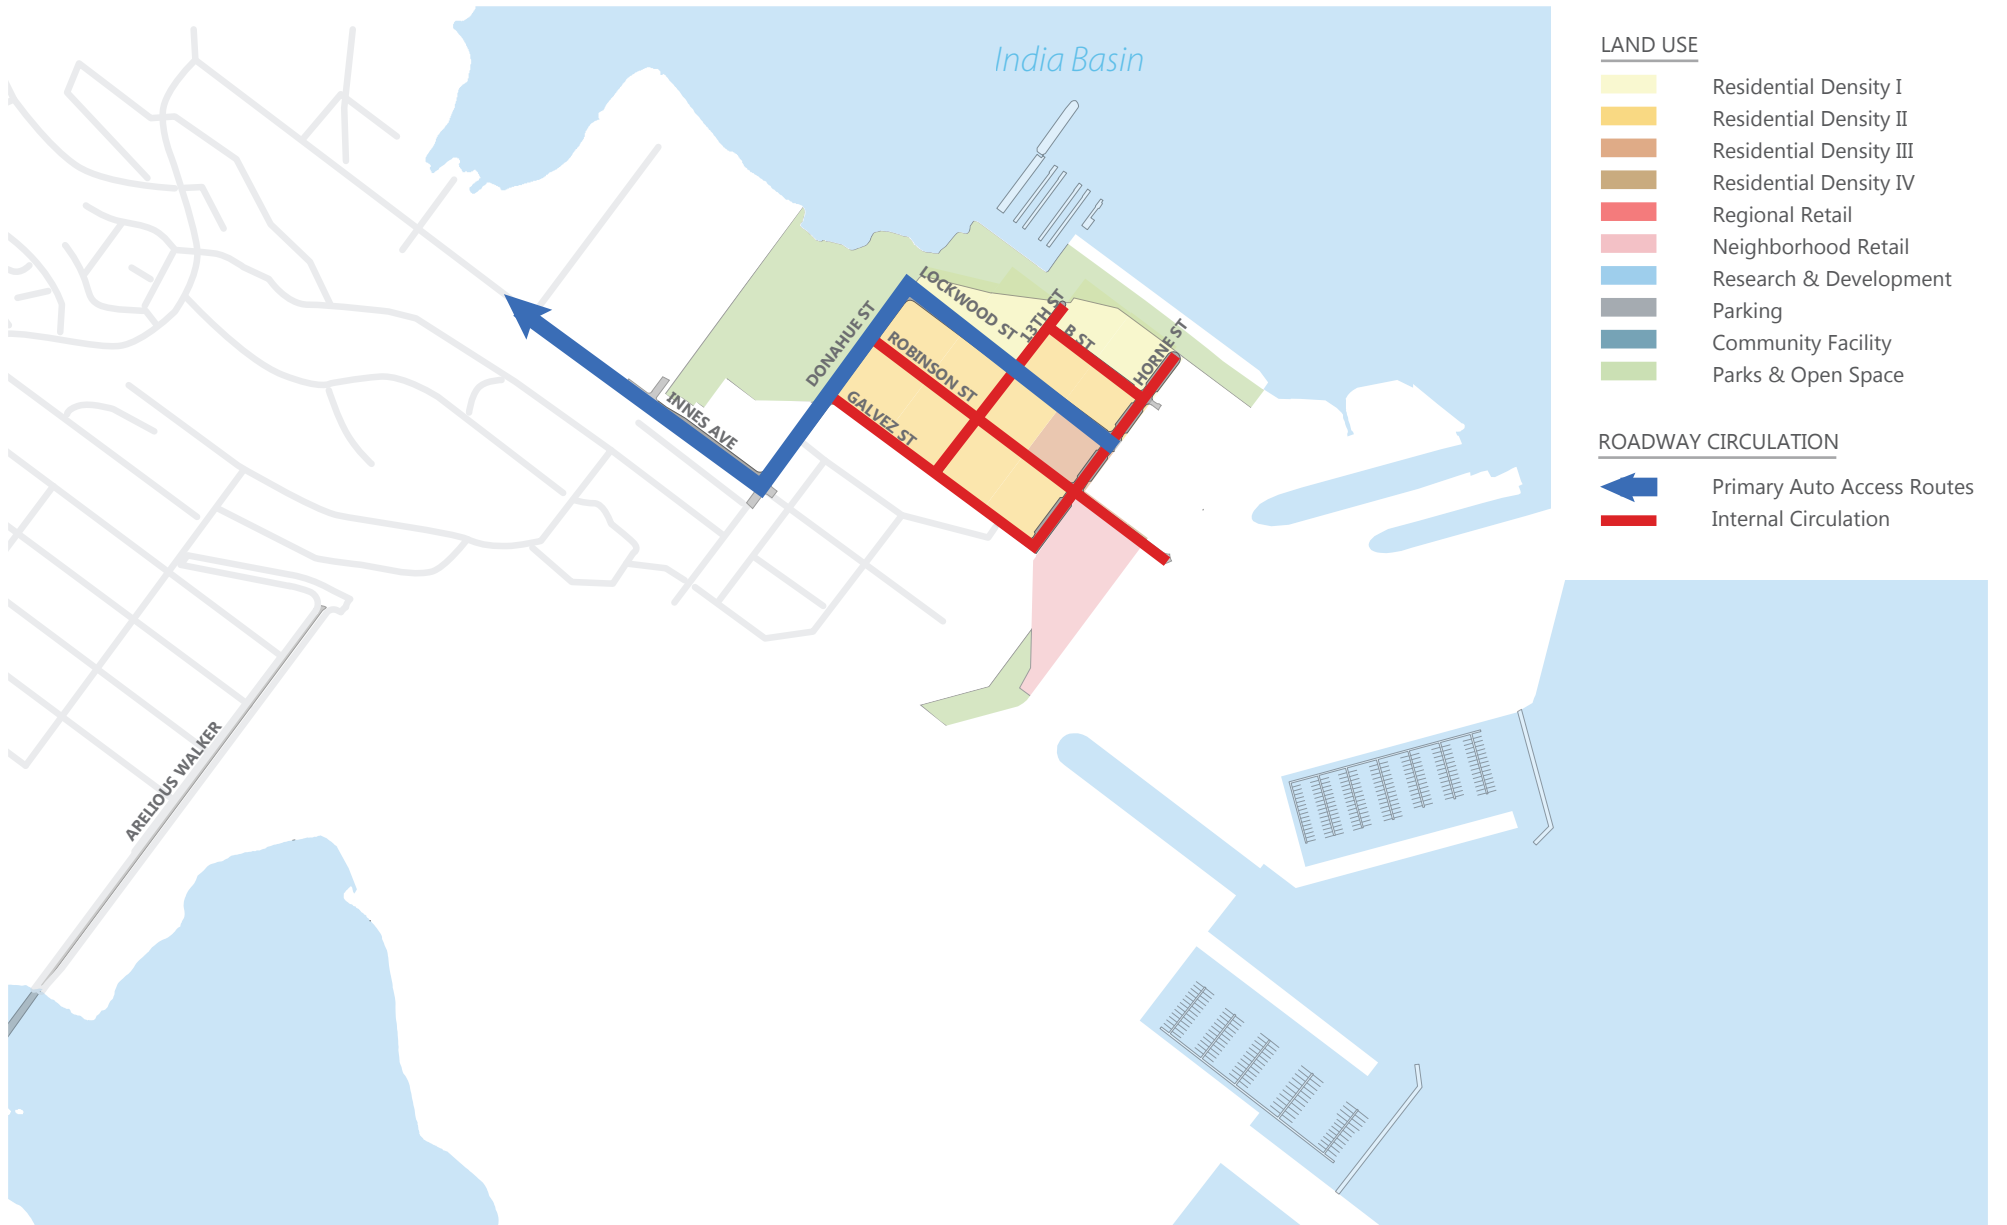 India Basin
LAND USE
Residential Density I
Residential Density II
Residential Density III
Residential Density IV
Regional Retail
Neighborhood Retail
Research & Development
Parking
Community Facility
Parks & Open Space
ROADWAY CIRCULATION
Primary Auto Access Routes
Internal Circulation
LOCKWOOD ST
13TH ST
B ST
HORNE ST
DONAHUE ST
ROBINSON ST
GALVEZ ST
INNES AVE
ARELIOUS WALKER